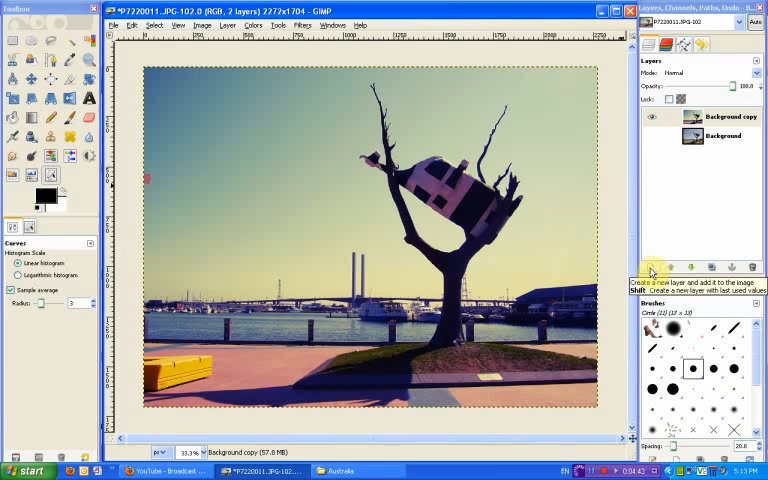 Toolbox
*P7220011.JPG-102.0 (RGB, 2 layers) 2272x1704 - GIMP
Layers, Channels, Paths, Undo - B...
File Edit Select View Image Layer Colors Tools Filters Windows Help
P7220011.JPG-102
Auto
Layers
Mode: Normal
Opacity: 100.0
Lock:
Background copy
Background
Curves
Histogram Scale
Linear histogram
Logarithmic histogram
Sample average
Radius: 3
Create a new layer and add it to the image
Shift Create a new layer with last used values
Brushes
Circle (11) (13 × 13)
Spacing: 20.0
px
33.3%
Background copy (57.8 MB)
start
YouTube - Broadcast ...
*P7220011.JPG-102....
Australia
EN
0:04:42
5:13 PM